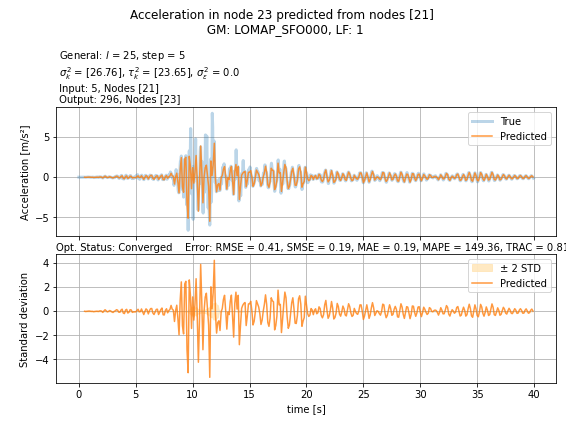 Acceleration in node 23 predicted from nodes [21]
GM: LOMAP_SFO000, LF: 1
General: l = 25, step = 5
σ²ₖ = [26.76], τ²ₖ = [23.65], σ²ε = 0.0
Input: 5, Nodes [21]
Output: 296, Nodes [23]
Acceleration [m/s²]
5
0
−5
True
Predicted
Opt. Status: Converged Error: RMSE = 0.41, SMSE = 0.19, MAE = 0.19, MAPE = 149.36, TRAC = 0.81
Standard deviation
4
2
0
−2
−4
± 2 STD
Predicted
0 5 10 15 20 25 30 35 40
time [s]